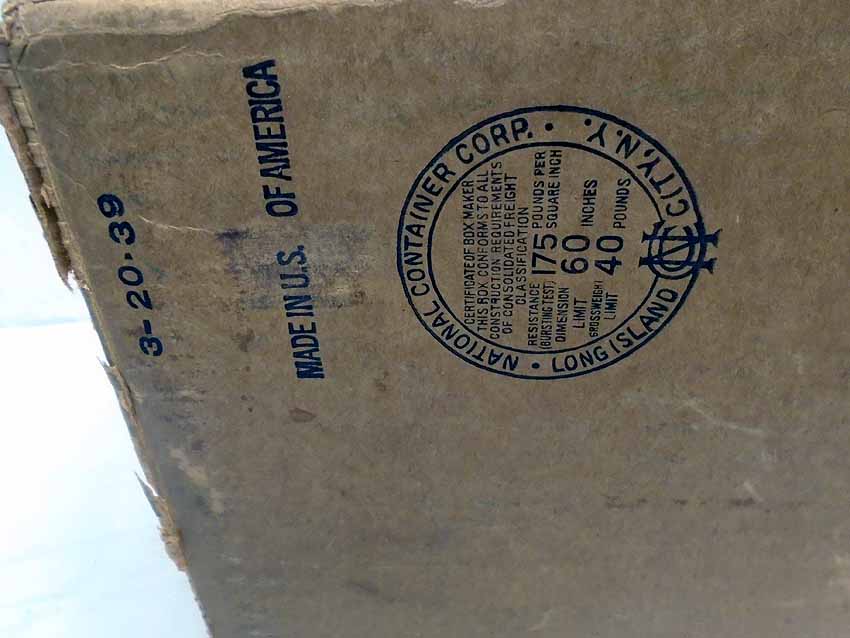 3-20-39
MADE IN U.S. OF AMERICA
NATIONAL CONTAINER CORP. •
LONG ISLAND CITY, N.Y. •
CERTIFICATE OF BOX MAKER
THIS BOX CONFORMS TO ALL
CONSTRUCTION REQUIREMENTS
OF CONSOLIDATED FREIGHT
CLASSIFICATION
RESISTANCE (BURSTING TEST) 175 POUNDS PER SQUARE INCH
DIMENSION LIMIT 60 INCHES
GROSS WEIGHT LIMIT 40 POUNDS
NCC